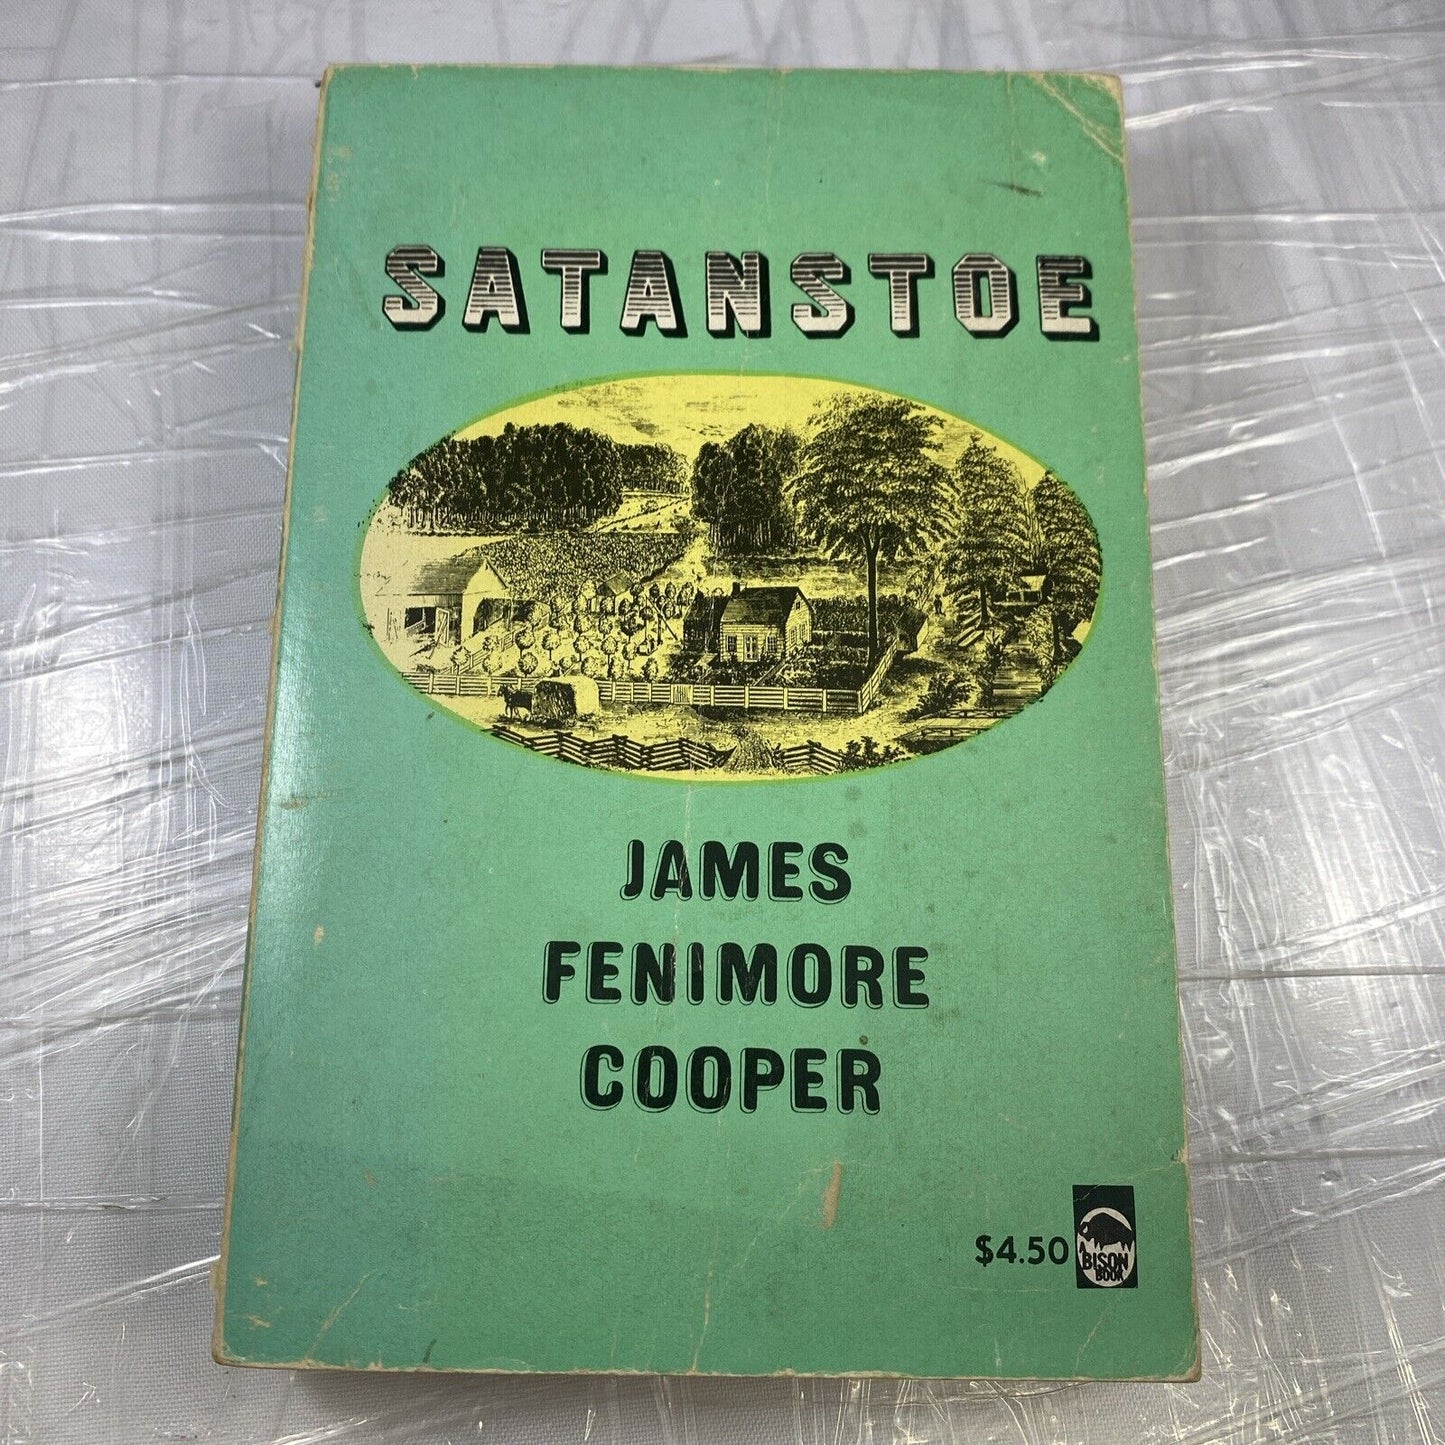 SATANSTOE
JAMES
FENIMORE
COOPER
$4.50
A
BISON
BOOK